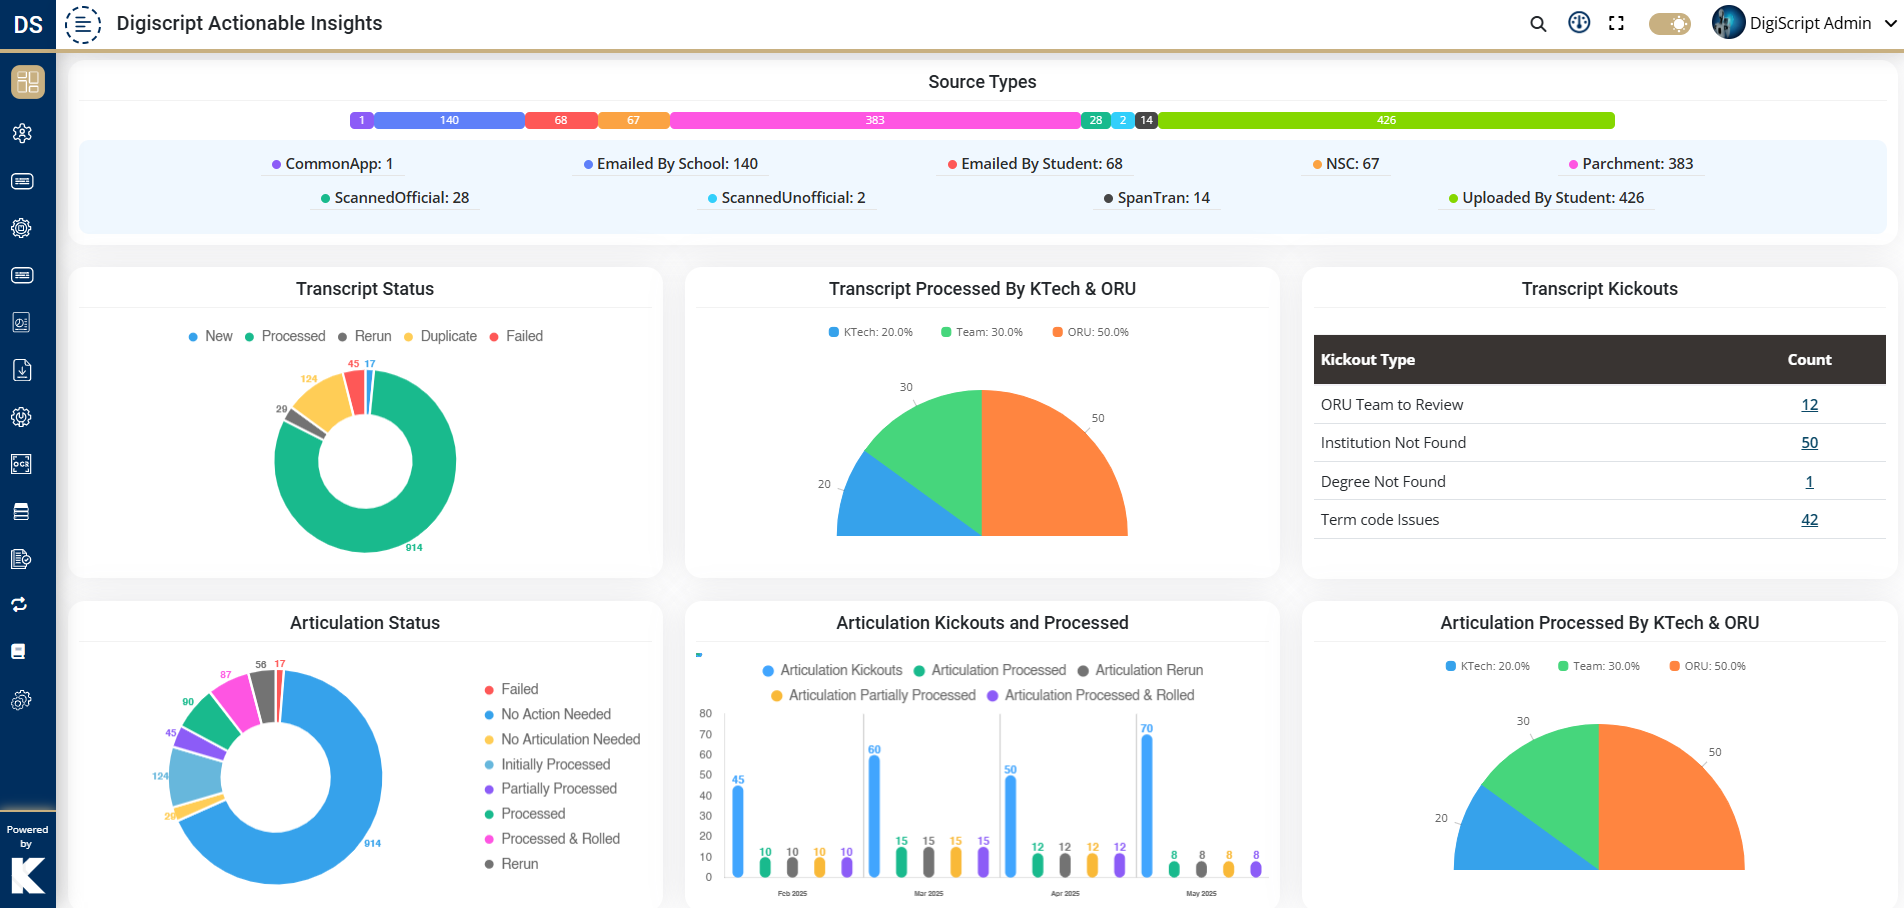 DS
Digiscript Actionable Insights
DigiScript Admin
Source Types
1 140 68 67 383 28 2 14 426
CommonApp: 1 Emailed By School: 140 Emailed By Student: 68 NSC: 67 Parchment: 383
ScannedOfficial: 28 ScannedUnofficial: 2 SpanTran: 14 Uploaded By Student: 426
Transcript Status
New Processed Rerun Duplicate Failed
45 17
124
29
914
Transcript Processed By KTech & ORU
KTech: 20.0% Team: 30.0% ORU: 50.0%
30
50
20
Transcript Kickouts
Kickout Type Count
ORU Team to Review 12
Institution Not Found 50
Degree Not Found 1
Term code Issues 42
Articulation Status
56 17
87
90
45
124
29
914
Failed
No Action Needed
No Articulation Needed
Initially Processed
Partially Processed
Processed
Processed & Rolled
Rerun
Articulation Kickouts and Processed
Articulation Kickouts Articulation Processed Articulation Rerun
Articulation Partially Processed Articulation Processed & Rolled
80
70
60
50
40
30
20
10
0
45 10 10 10 10
60 15 15 15 15
50 12 12 12 12
70 8 8 8 8
Feb 2025 Mar 2025 Apr 2025 May 2025
Articulation Processed By KTech & ORU
KTech: 20.0% Team: 30.0% ORU: 50.0%
30
50
20
OCR
Powered
by
K